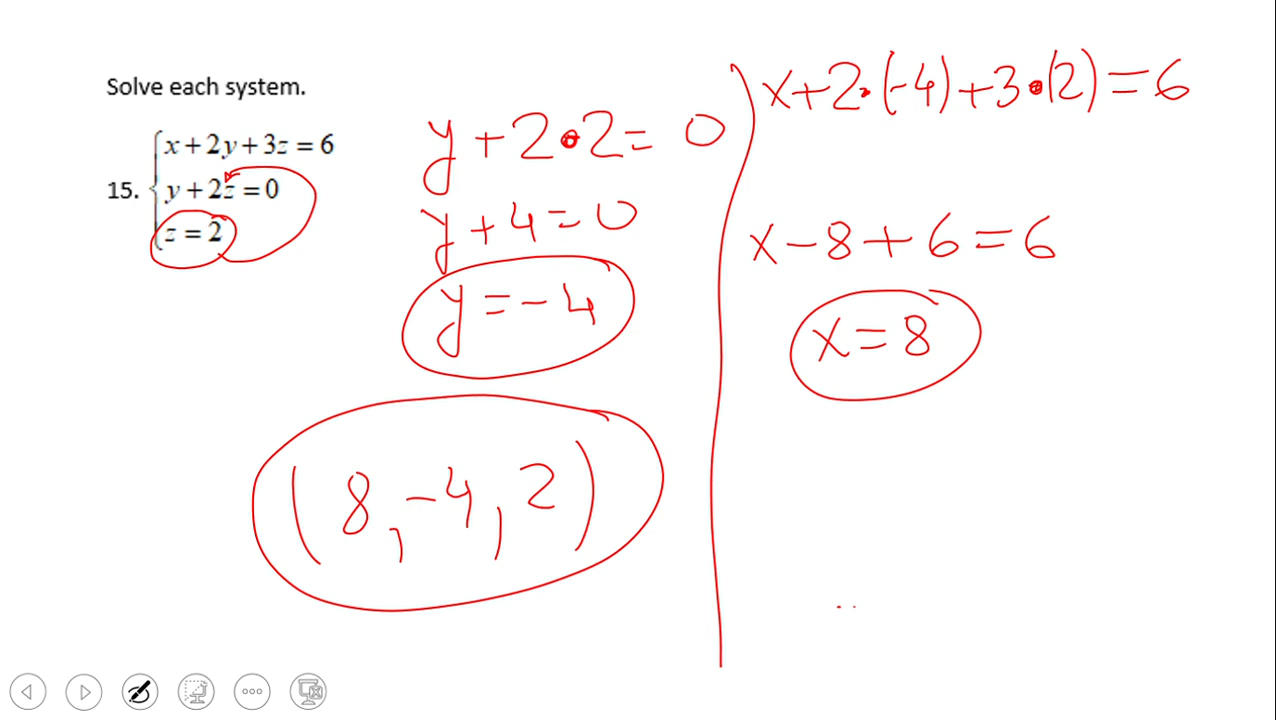 Solve each system.
x + 2y + 3z = 6
15. y + 2z = 0
z = 2
y + 2 • 2 = 0
y + 4 = 0
y = - 4
(8, -4, 2)
x + 2 • (-4) + 3 • (2) = 6
x - 8 + 6 = 6
x = 8